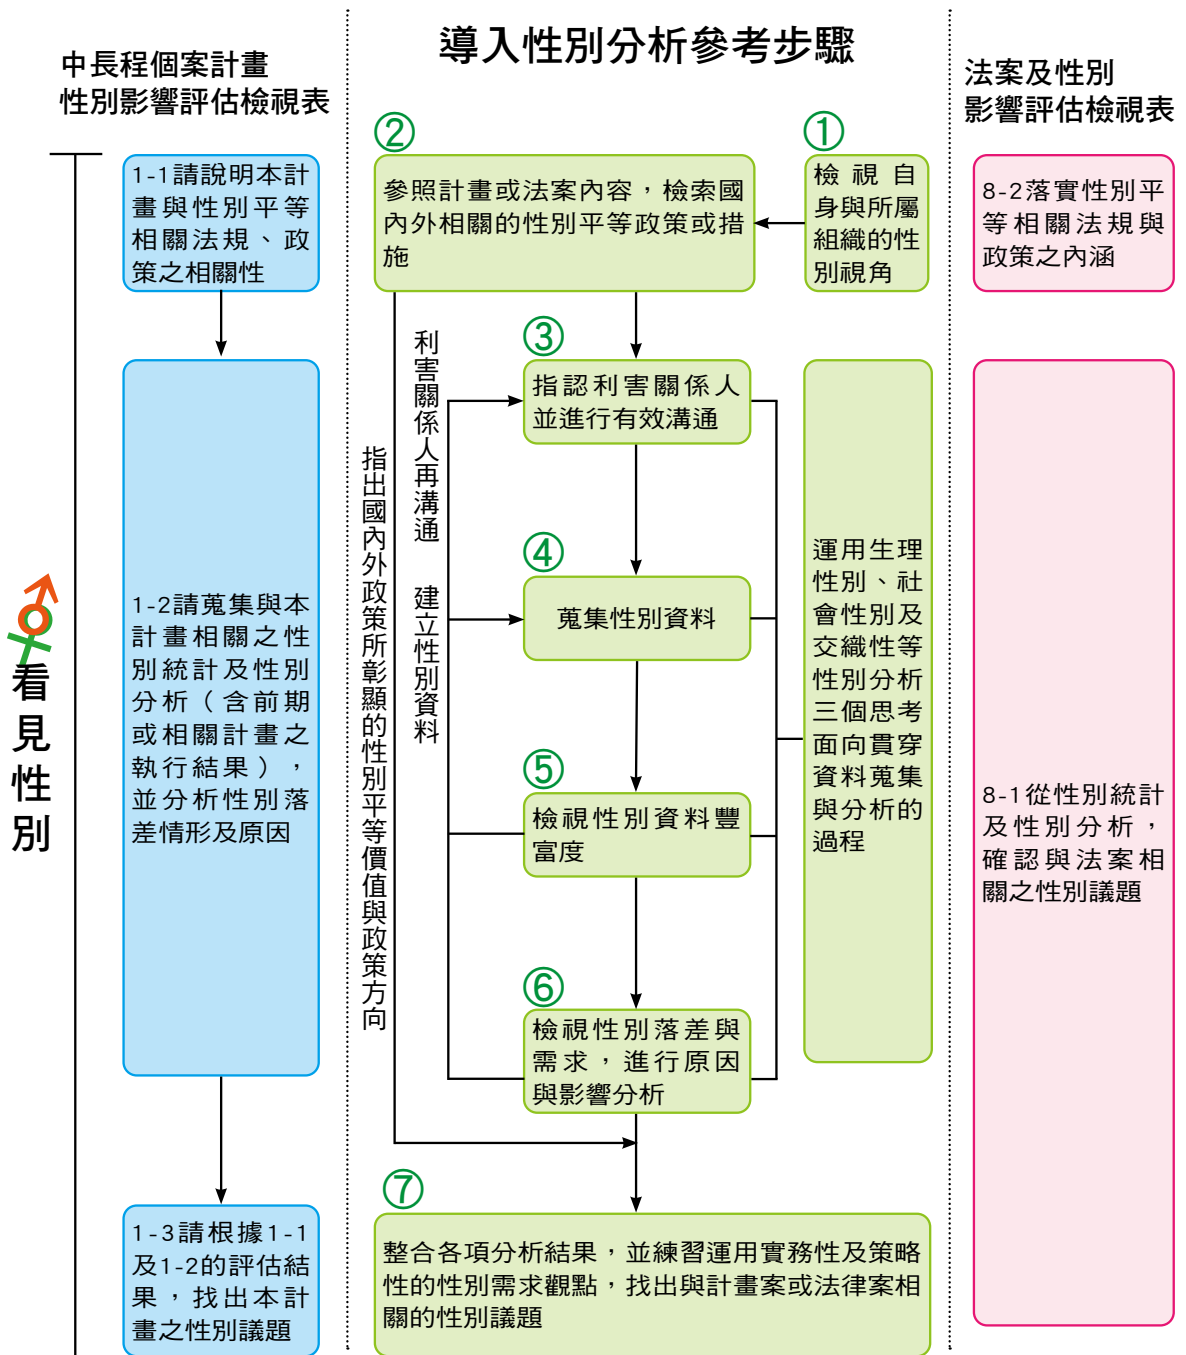 導入性別分析參考步驟
中長程個案計畫
性別影響評估檢視表
法案及性別
影響評估檢視表
看見性別
1-1請說明本計
畫與性別平等
相關法規、政
策之相關性
1-2請蒐集與本
計畫相關之性
別統計及性別
分析（含前期
或相關計畫之
執行結果），
並分析性別落
差情形及原因
1-3請根據1-1
及1-2的評估結
果，找出本計
畫之性別議題
①
檢視自
身與所屬
組織的性
別視角
②
參照計畫或法案內容，檢索國
內外相關的性別平等政策或措
施
③
指認利害關係人
並進行有效溝通
④
蒐集性別資料
⑤
檢視性別資料豐
富度
⑥
檢視性別落差與
需求，進行原因
與影響分析
利害關係人再溝通
建立性別資料
指出國內外政策所彰顯的性別平等價值與政策方向
運用生理
性別、社
會性別及
交織性等
性別分析
三個思考
面向貫穿
資料蒐集
與分析的
過程
⑦
整合各項分析結果，並練習運用實務性及策略
性的性別需求觀點，找出與計畫案或法律案相
關的性別議題
8-2落實性別平
等相關法規與
政策之內涵
8-1從性別統計
及性別分析，
確認與法案相
關之性別議題